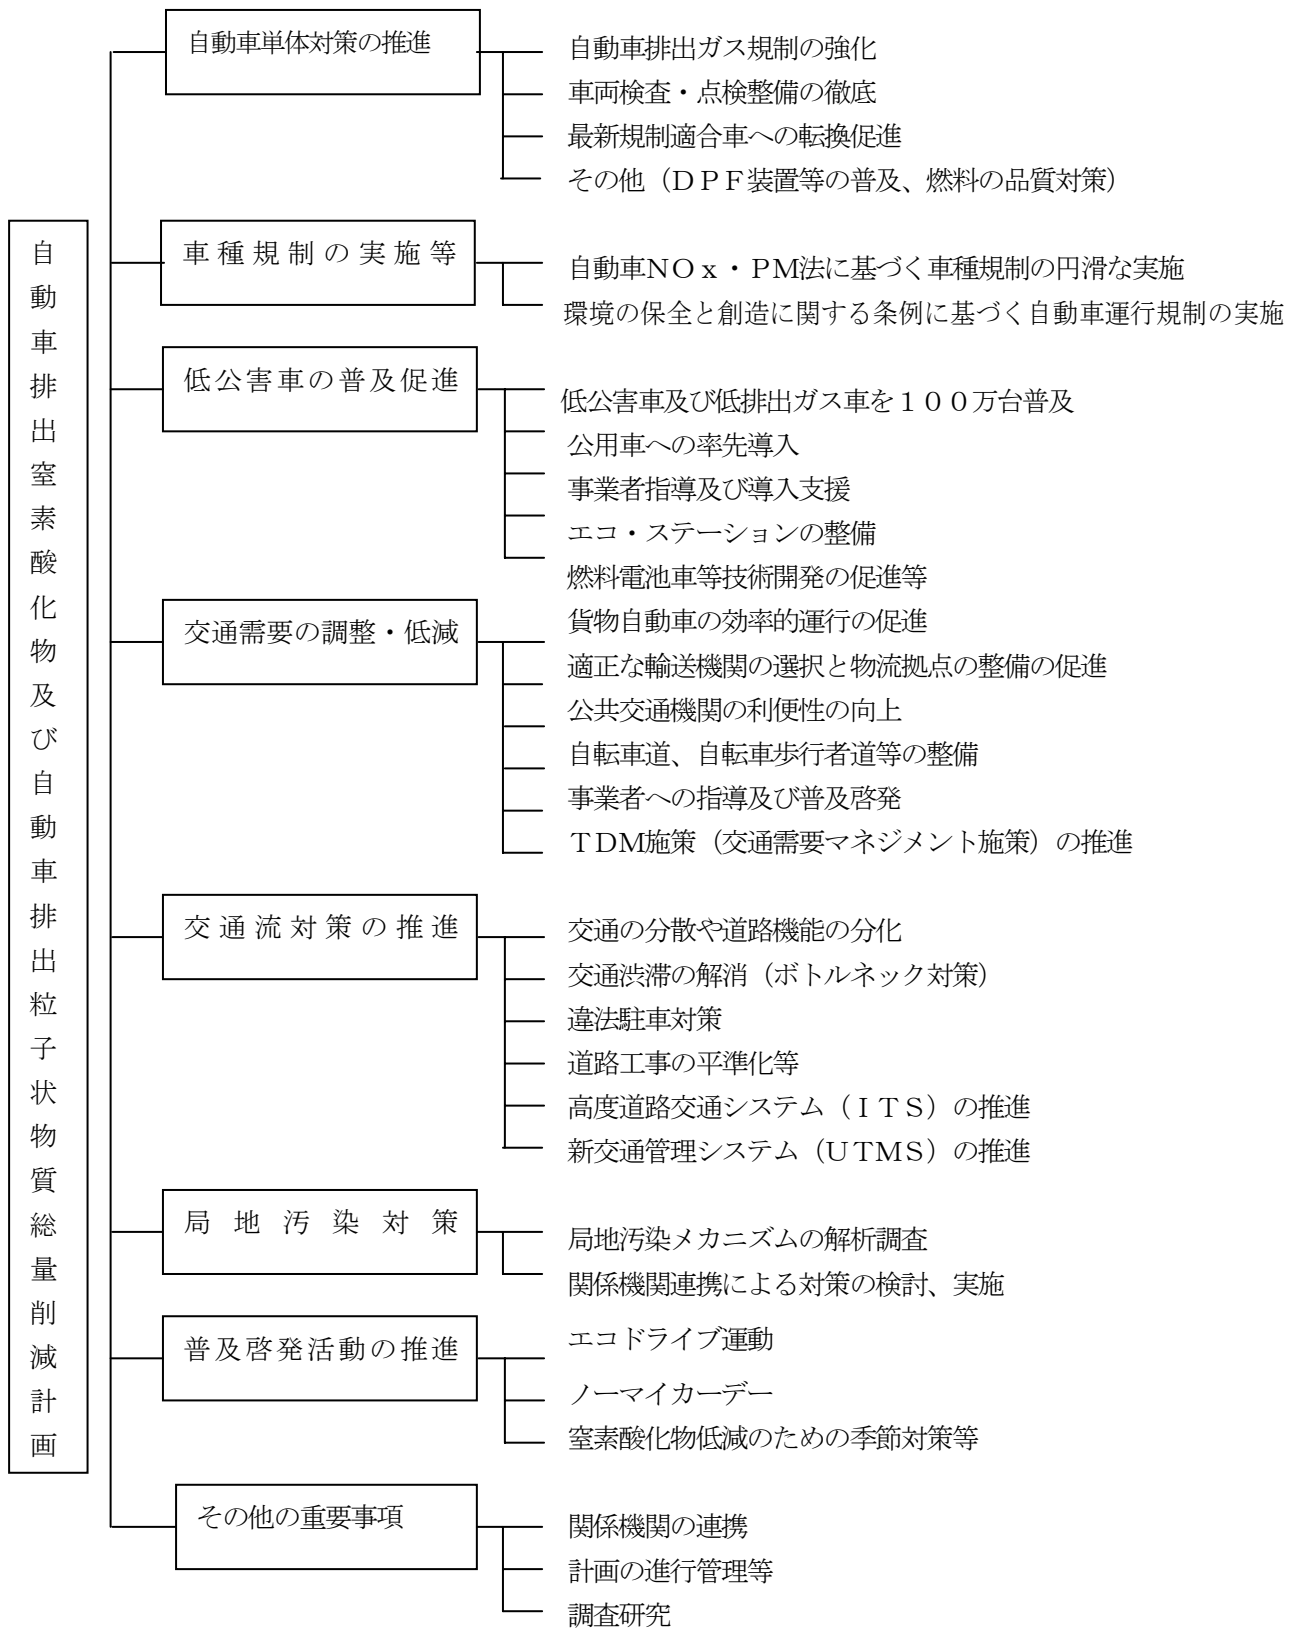 自動車排出窒素酸化物及び自動車排出粒子状物質総量削減計画
自動車単体対策の推進
自動車排出ガス規制の強化
車両検査・点検整備の徹底
最新規制適合車への転換促進
その他（ＤＰＦ装置等の普及、燃料の品質対策）
車種規制の実施等
自動車ＮＯｘ・ＰＭ法に基づく車種規制の円滑な実施
環境の保全と創造に関する条例に基づく自動車運行規制の実施
低公害車の普及促進
低公害車及び低排出ガス車を１００万台普及
公用車への率先導入
事業者指導及び導入支援
エコ・ステーションの整備
燃料電池車等技術開発の促進等
交通需要の調整・低減
貨物自動車の効率的運行の促進
適正な輸送機関の選択と物流拠点の整備の促進
公共交通機関の利便性の向上
自転車道、自転車歩行者道等の整備
事業者への指導及び普及啓発
ＴＤＭ施策（交通需要マネジメント施策）の推進
交通流対策の推進
交通の分散や道路機能の分化
交通渋滞の解消（ボトルネック対策）
違法駐車対策
道路工事の平準化等
高度道路交通システム（ＩＴＳ）の推進
新交通管理システム（ＵＴＭＳ）の推進
局地汚染対策
局地汚染メカニズムの解析調査
関係機関連携による対策の検討、実施
普及啓発活動の推進
エコドライブ運動
ノーマイカーデー
窒素酸化物低減のための季節対策等
その他の重要事項
関係機関の連携
計画の進行管理等
調査研究